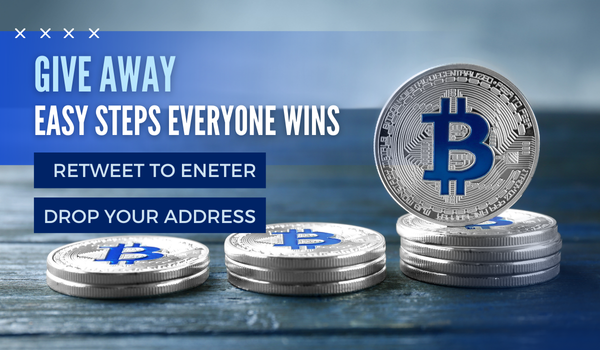 GIVE AWAY
EASY STEPS EVERYONE WINS
RETWEET TO ENETER
DROP YOUR ADDRESS